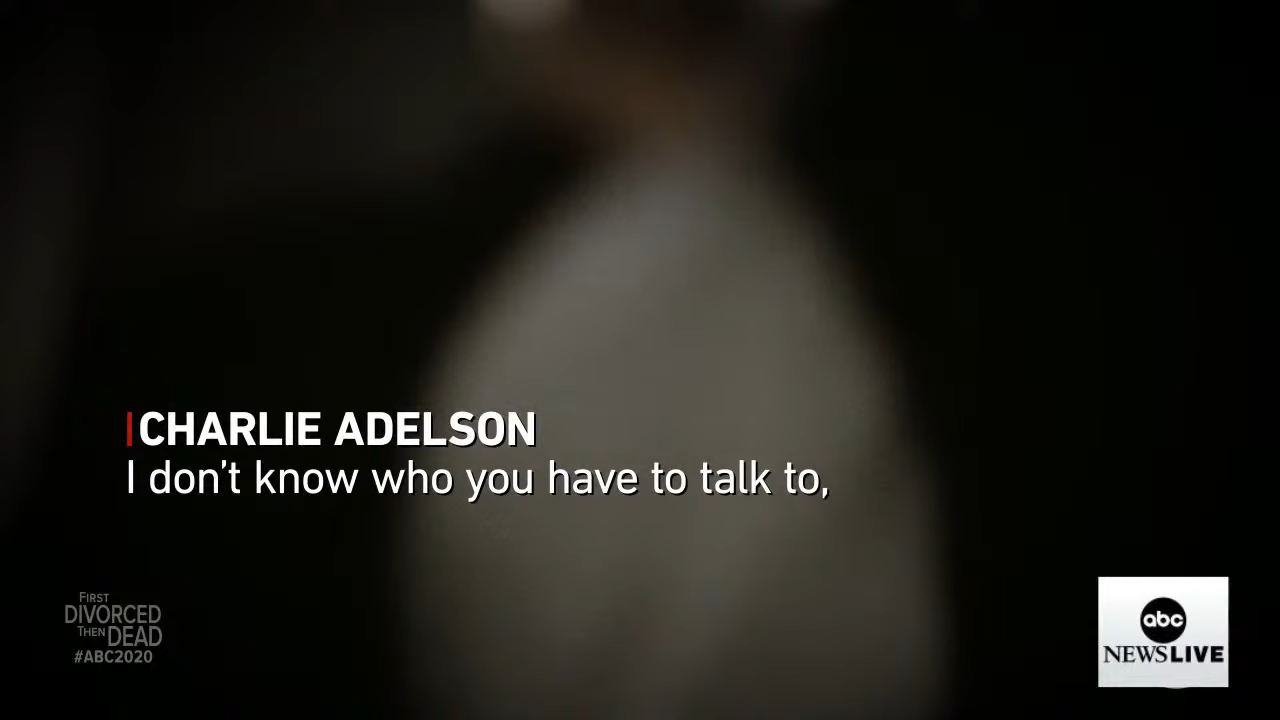 CHARLIE ADELSON
I don't know who you have to talk to,
FIRST
DIVORCED
THEN DEAD
#ABC2020
abc
NEWSLIVE